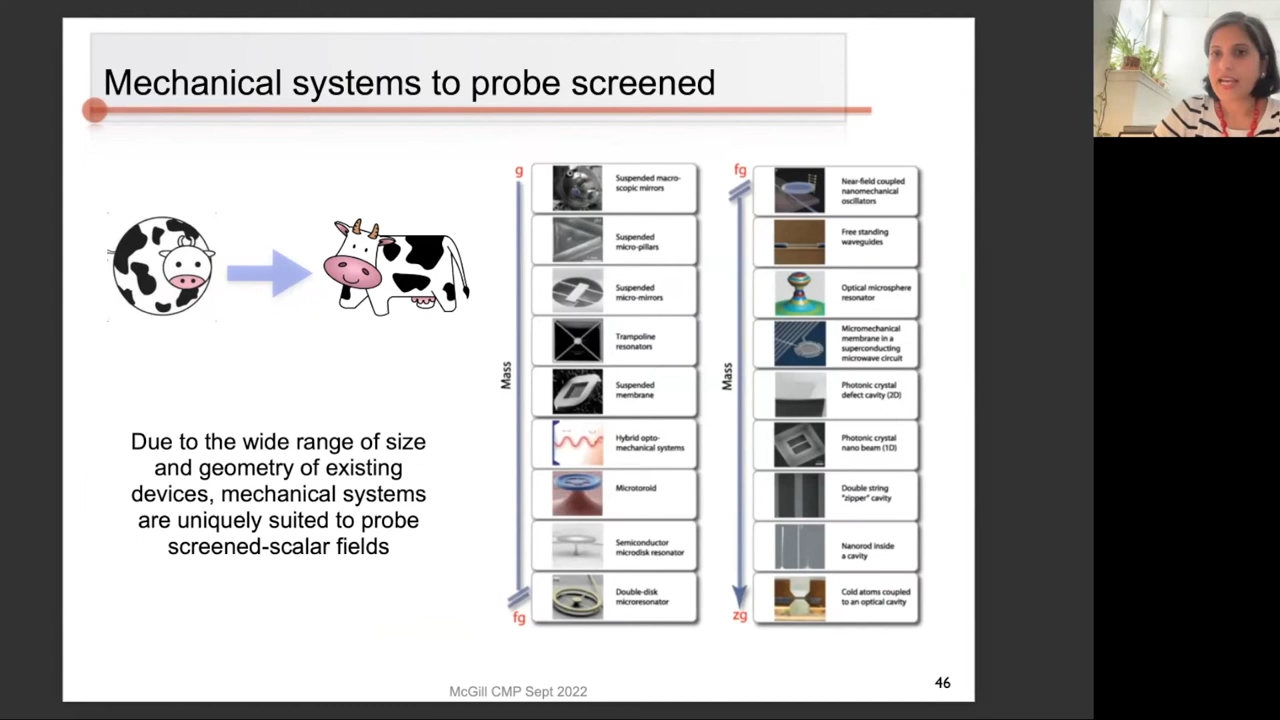 Mechanical systems to probe screened
Due to the wide range of size
and geometry of existing
devices, mechanical systems
are uniquely suited to probe
screened-scalar fields
g
Mass
fg
Suspended macro-
scopic mirrors
Suspended
micro-pillars
Suspended
micro-mirrors
Trampoline
resonators
Suspended
membrane
Hybrid opto-
mechanical systems
Microtoroid
Semiconductor
microdisk resonator
Double-disk
microresonator
fg
Mass
zg
Near-field coupled
nanomechanical
oscillators
Free standing
waveguides
Optical microsphere
resonator
Micromechanical
membrane in a
superconducting
microwave circuit
Photonic crystal
defect cavity (2D)
Photonic crystal
nano beam (1D)
Double string
"zipper" cavity
Nanorod inside
a cavity
Cold atoms coupled
to an optical cavity
McGill CMP Sept 2022
46